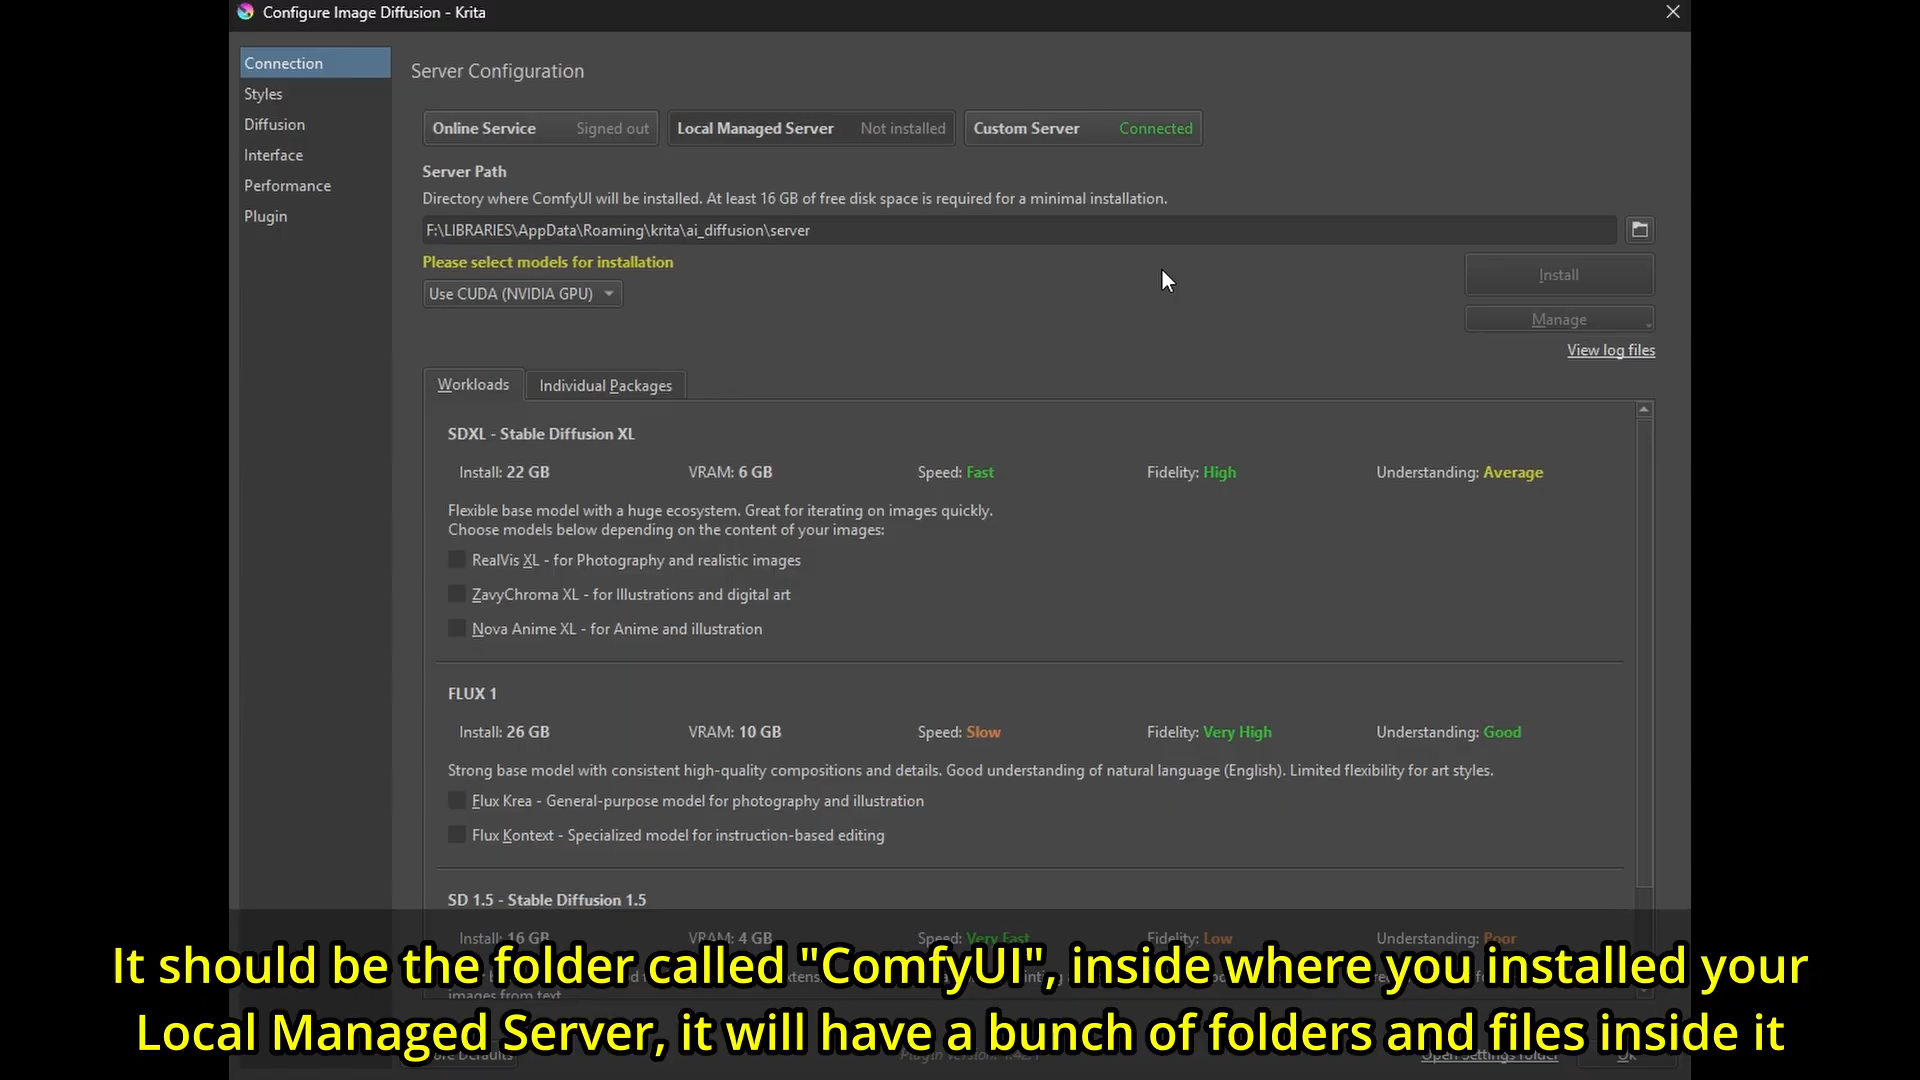 Configure Image Diffusion - Krita
Connection
Styles
Diffusion
Interface
Performance
Plugin
Server Configuration
Online Service Signed out
Local Managed Server Not installed
Custom Server Connected
Server Path
Directory where ComfyUI will be installed. At least 16 GB of free disk space is required for a minimal installation.
F:\LIBRARIES\AppData\Roaming\krita\ai_diffusion\server
Please select models for installation
Use CUDA (NVIDIA GPU)
Install
Manage
View log files
Workloads
Individual Packages
SDXL - Stable Diffusion XL
Install: 22 GB VRAM: 6 GB Speed: Fast Fidelity: High Understanding: Average
Flexible base model with a huge ecosystem. Great for iterating on images quickly.
Choose models below depending on the content of your images:
RealVis XL - for Photography and realistic images
ZavyChroma XL - for Illustrations and digital art
Nova Anime XL - for Anime and illustration
FLUX 1
Install: 26 GB VRAM: 10 GB Speed: Slow Fidelity: Very High Understanding: Good
Strong base model with consistent high-quality compositions and details. Good understanding of natural language (English). Limited flexibility for art styles.
Flux Krea - General-purpose model for photography and illustration
Flux Kontext - Specialized model for instruction-based editing
SD 1.5 - Stable Diffusion 1.5
Install: 16 GB VRAM: 4 GB Speed: Very Fast Fidelity: Low Understanding: Poor
images from text
It should be the folder called "ComfyUI", inside where you installed your
Local Managed Server, it will have a bunch of folders and files inside it
Defaults
Open Settings folder
Ok